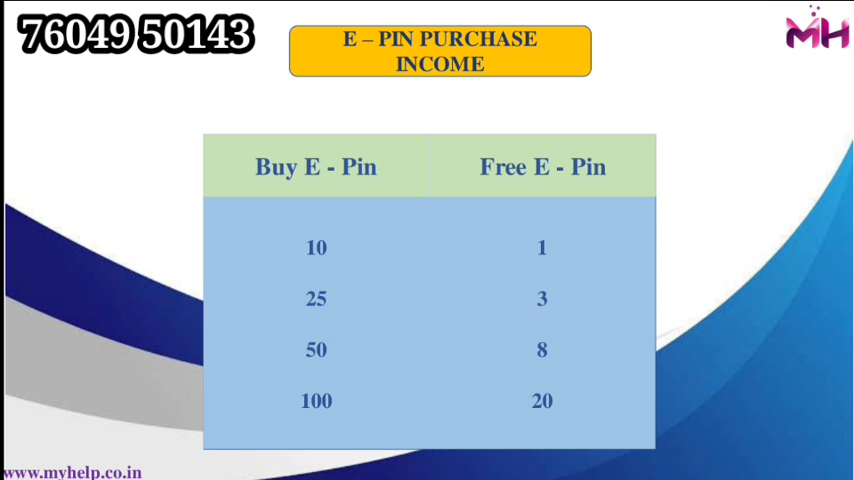 76049 50143
E – PIN PURCHASE
INCOME
MH
Buy E - Pin Free E - Pin
10 1
25 3
50 8
100 20
www.myhelp.co.in